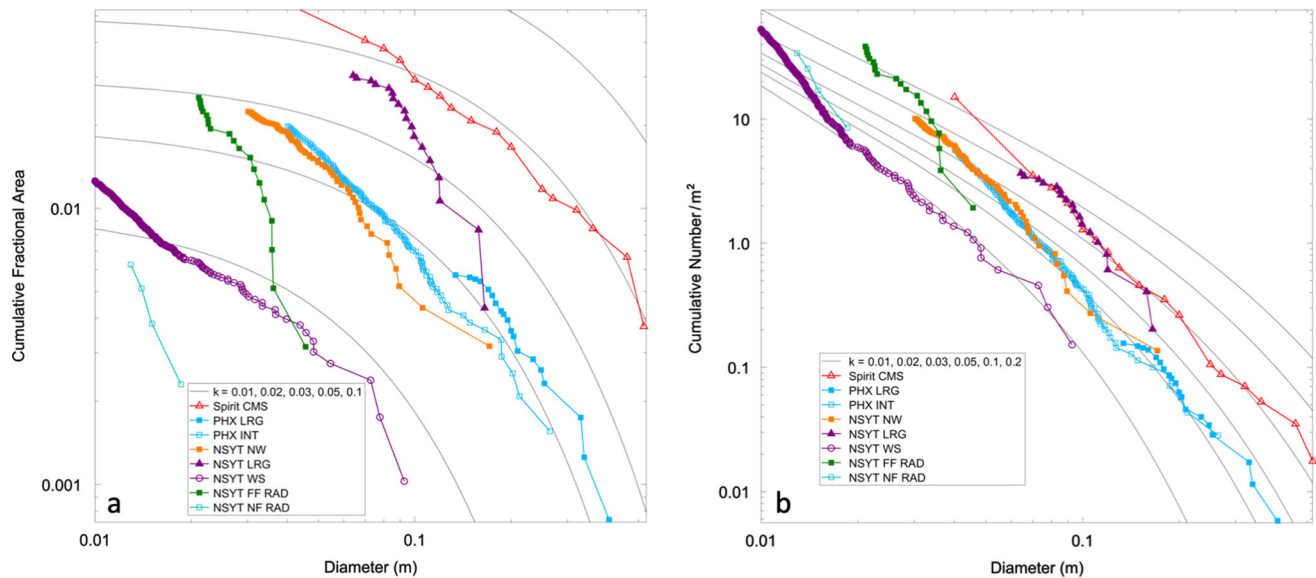 Cumulative Fractional Area
0.01
0.001
k = 0.01, 0.02, 0.03, 0.05, 0.1
Spirit CMS
PHX LRG
PHX INT
NSYT NW
NSYT LRG
NSYT WS
NSYT FF RAD
NSYT NF RAD
a
0.01
0.1
Diameter (m)
Cumulative Number/m²
10
1.0
0.1
0.01
k = 0.01, 0.02, 0.03, 0.05, 0.1, 0.2
Spirit CMS
PHX LRG
PHX INT
NSYT NW
NSYT LRG
NSYT WS
NSYT FF RAD
NSYT NF RAD
b
0.01
0.1
Diameter (m)